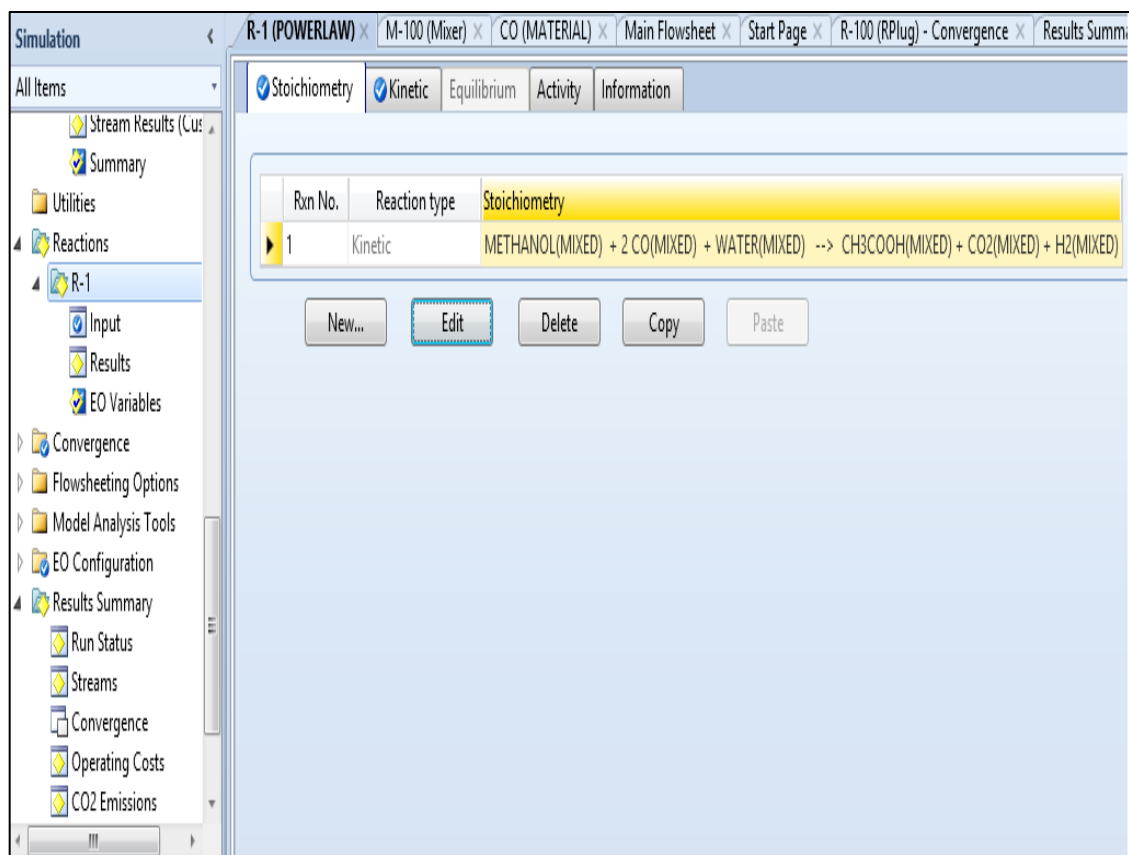 Simulation <
All Items
Stream Results (Cus
Summary
Utilities
Reactions
R-1
Input
Results
EO Variables
Convergence
Flowsheeting Options
Model Analysis Tools
EO Configuration
Results Summary
Run Status
Streams
Convergence
Operating Costs
CO2 Emissions
R-1 (POWERLAW) × M-100 (Mixer) × CO (MATERIAL) × Main Flowsheet × Start Page × R-100 (RPlug) - Convergence × Results Summa
Stoichiometry Kinetic Equilibrium Activity Information
Rxn No. Reaction type Stoichiometry
1 Kinetic METHANOL(MIXED) + 2 CO(MIXED) + WATER(MIXED) --> CH3COOH(MIXED) + CO2(MIXED) + H2(MIXED)
New... Edit Delete Copy Paste